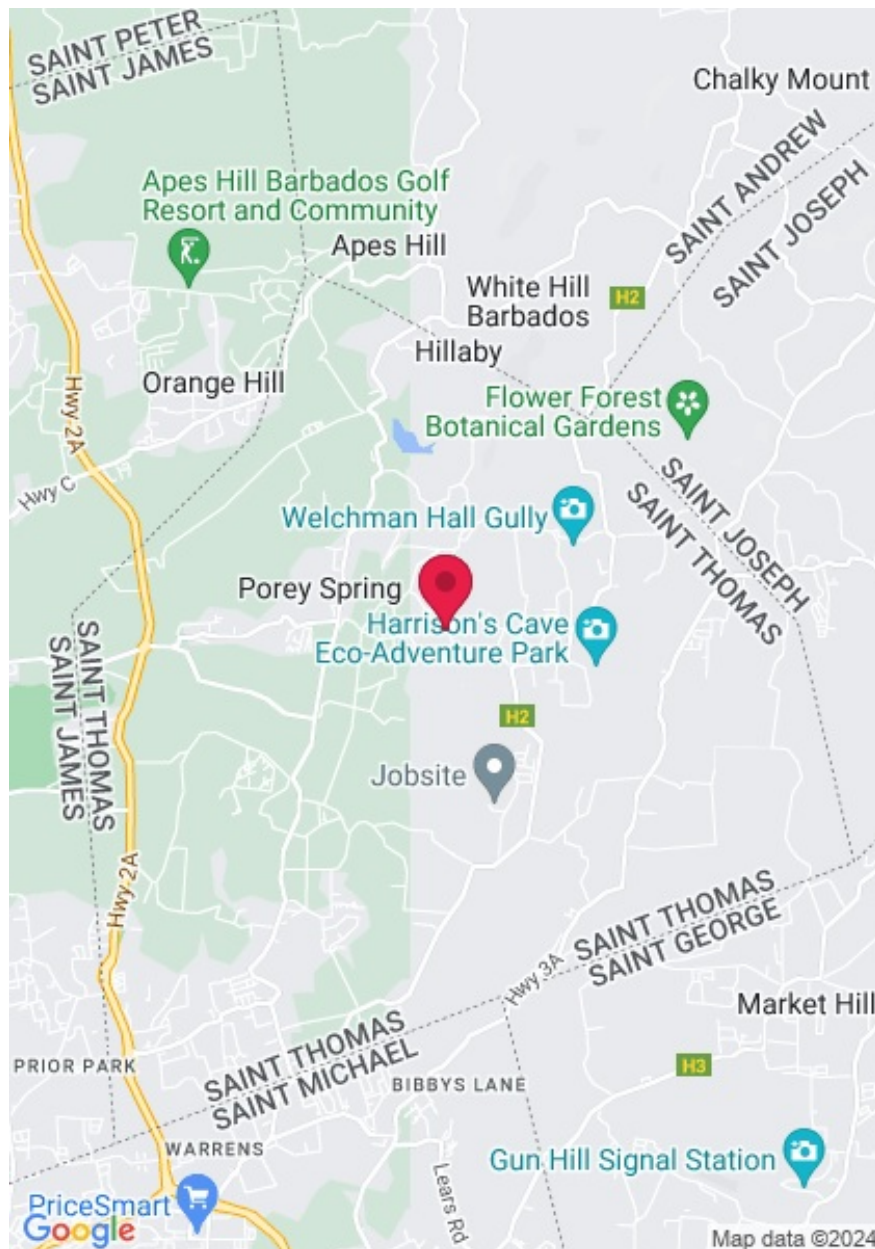 SAINT PETER
SAINT JAMES
Chalky Mount
SAINT ANDREW
SAINT JOSEPH
Apes Hill Barbados Golf
Resort and Community
Apes Hill
White Hill
Barbados
H2
Hillaby
Orange Hill
Hwy 2A
Flower Forest
Botanical Gardens
Hwy C
Welchman Hall Gully
SAINT JOSEPH
SAINT THOMAS
Porey Spring
Harrison's Cave
Eco-Adventure Park
SAINT THOMAS
SAINT JAMES
H2
Jobsite
Hwy 2A
SAINT THOMAS
SAINT GEORGE
Hwy 3A
Market Hill
SAINT THOMAS
SAINT MICHAEL
PRIOR PARK
H3
BIBBYS LANE
WARRENS
Lears Rd
Gun Hill Signal Station
PriceSmart
Google
Map data ©2024